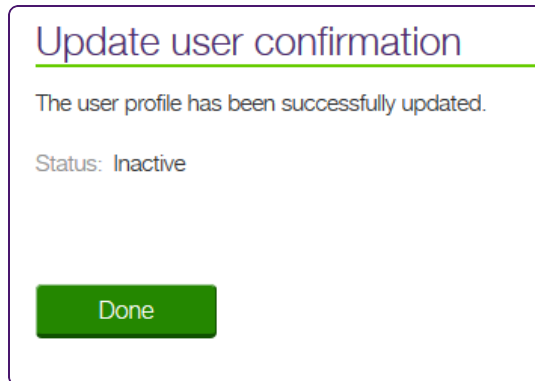 Update user confirmation
The user profile has been successfully updated.
Status: Inactive
Done